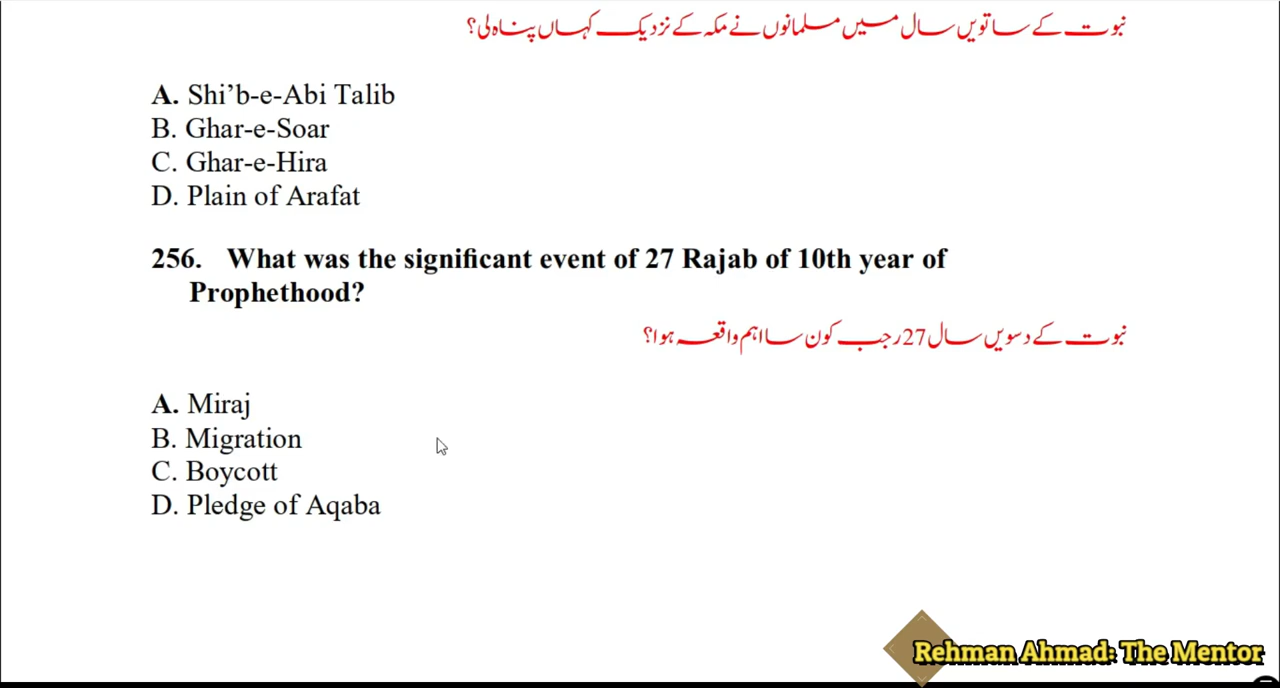 نبوت کے ساتویں سال میں مسلمانوں نے مکہ کے نزدیک کہاں پناہ لی؟
A. Shi’b-e-Abi Talib
B. Ghar-e-Soar
C. Ghar-e-Hira
D. Plain of Arafat
256. What was the significant event of 27 Rajab of 10th year of
Prophethood?
نبوت کے دسویں سال 27 رجب کون سا اہم واقعہ ہوا؟
A. Miraj
B. Migration
C. Boycott
D. Pledge of Aqaba
Rehman Ahmad: The Mentor